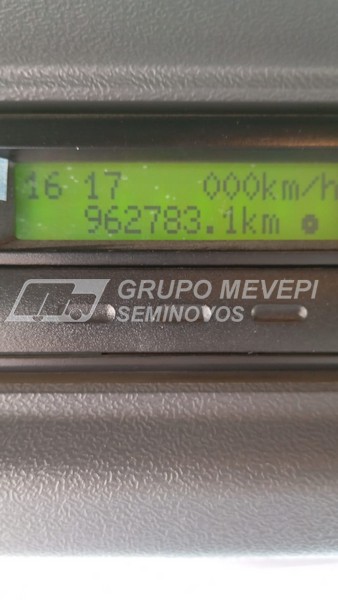 16 17 000km/h
962783.1km
GRUPO MEVEPI
SEMINOVOS